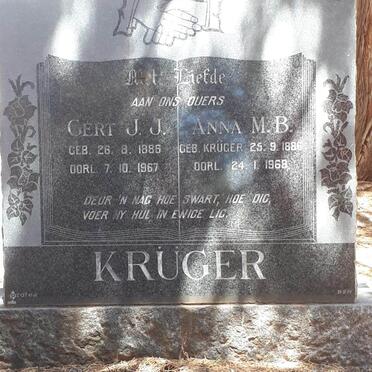 Met Liefde
AAN ONS OUERS
GERT J. J. ANNA M. B.
GEB. 26. 8. 1885 GEB. KRÜGER 25. 9. 1886
OORL. 7. 10. 1967 OORL. 24. 1. 1968
DEUR 'N NAG HOE SWART, HOE DIG,
VOER HY HUL IN EWIGE LIG.
KRÜGER